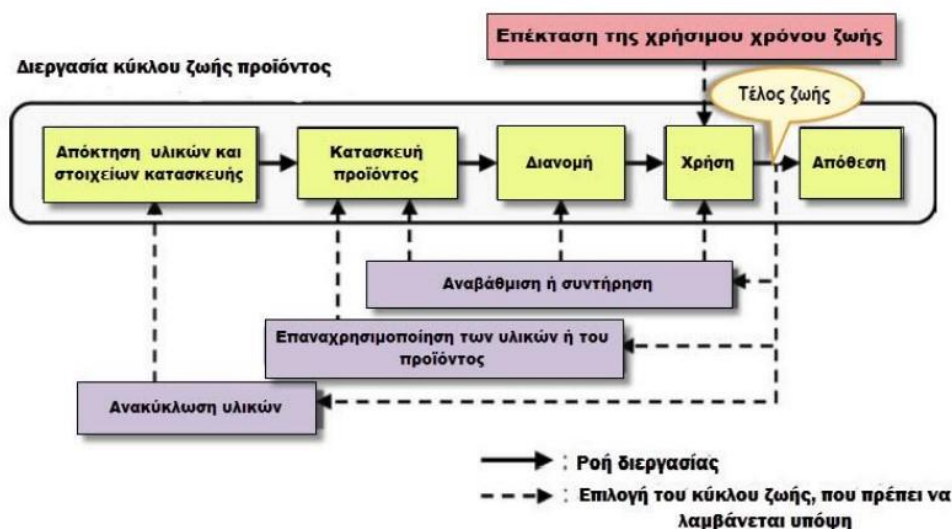 Επέκταση της χρήσιμου χρόνου ζωής
Διεργασία κύκλου ζωής προϊόντος
Τέλος ζωής
Απόκτηση υλικών και
στοιχείων κατασκευής
Κατασκευή
προϊόντος
Διανομή
Χρήση
Απόθεση
Αναβάθμιση ή συντήρηση
Επαναχρησιμοποίηση των υλικών ή του
προϊόντος
Ανακύκλωση υλικών
: Ροή διεργασίας
: Επιλογή του κύκλου ζωής, που πρέπει να
λαμβάνεται υπόψη